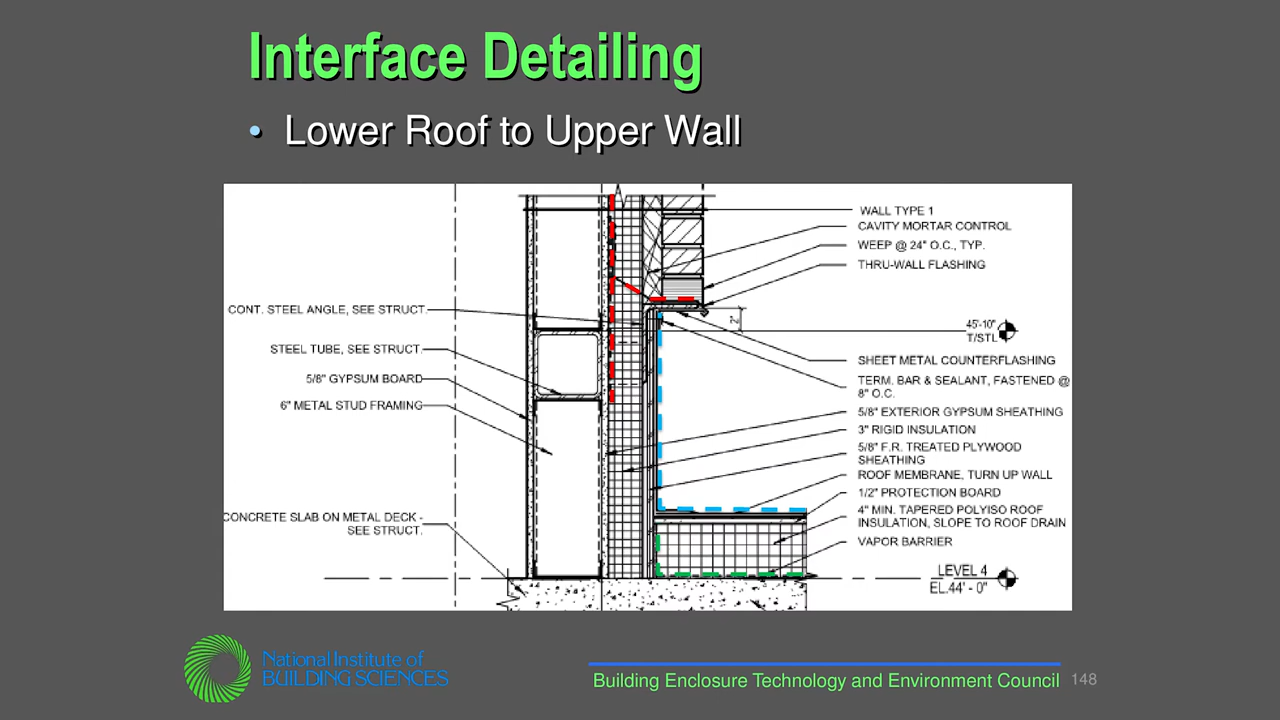 Interface Detailing
• Lower Roof to Upper Wall
WALL TYPE 1
CAVITY MORTAR CONTROL
WEEP @ 24" O.C., TYP.
THRU-WALL FLASHING
CONT. STEEL ANGLE, SEE STRUCT.
STEEL TUBE, SEE STRUCT.
5/8" GYPSUM BOARD
6" METAL STUD FRAMING
CONCRETE SLAB ON METAL DECK -
SEE STRUCT.
2"
45'-10"
T/STL
SHEET METAL COUNTERFLASHING
TERM. BAR & SEALANT, FASTENED @
8" O.C.
5/8" EXTERIOR GYPSUM SHEATHING
3" RIGID INSULATION
5/8" F.R. TREATED PLYWOOD
SHEATHING
ROOF MEMBRANE, TURN UP WALL
1/2" PROTECTION BOARD
4" MIN. TAPERED POLYISO ROOF
INSULATION, SLOPE TO ROOF DRAIN
VAPOR BARRIER
LEVEL 4
EL.44' - 0"
National Institute of
BUILDING SCIENCES
Building Enclosure Technology and Environment Council
148